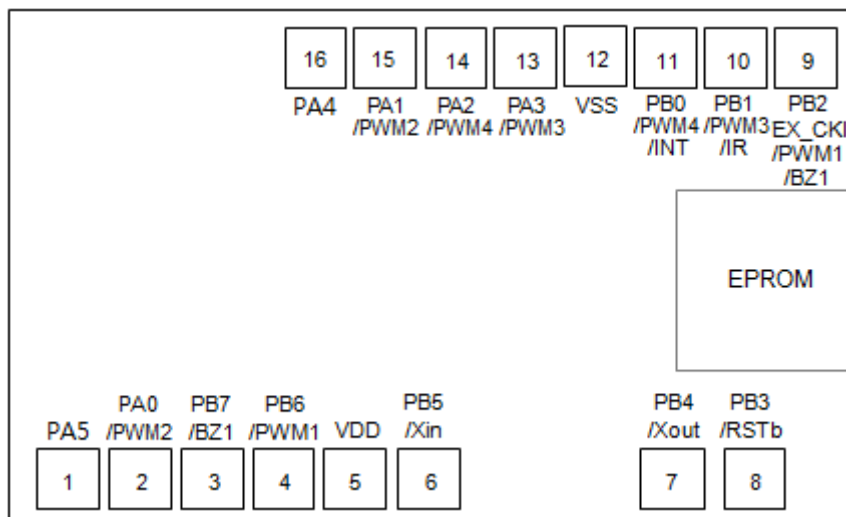 16 15 14 13 12 11 10 9
PA4 PA1 PA2 PA3 VSS PB0 PB1 PB2
/PWM2 /PWM4 /PWM3 /PWM4 /PWM3 EX_CKI
/INT /IR /PWM1
/BZ1
EPROM
PA0 PB7 PB6 PB5 PB4 PB3
PA5 /PWM2 /BZ1 /PWM1 VDD /Xin /Xout /RSTb
1 2 3 4 5 6 7 8